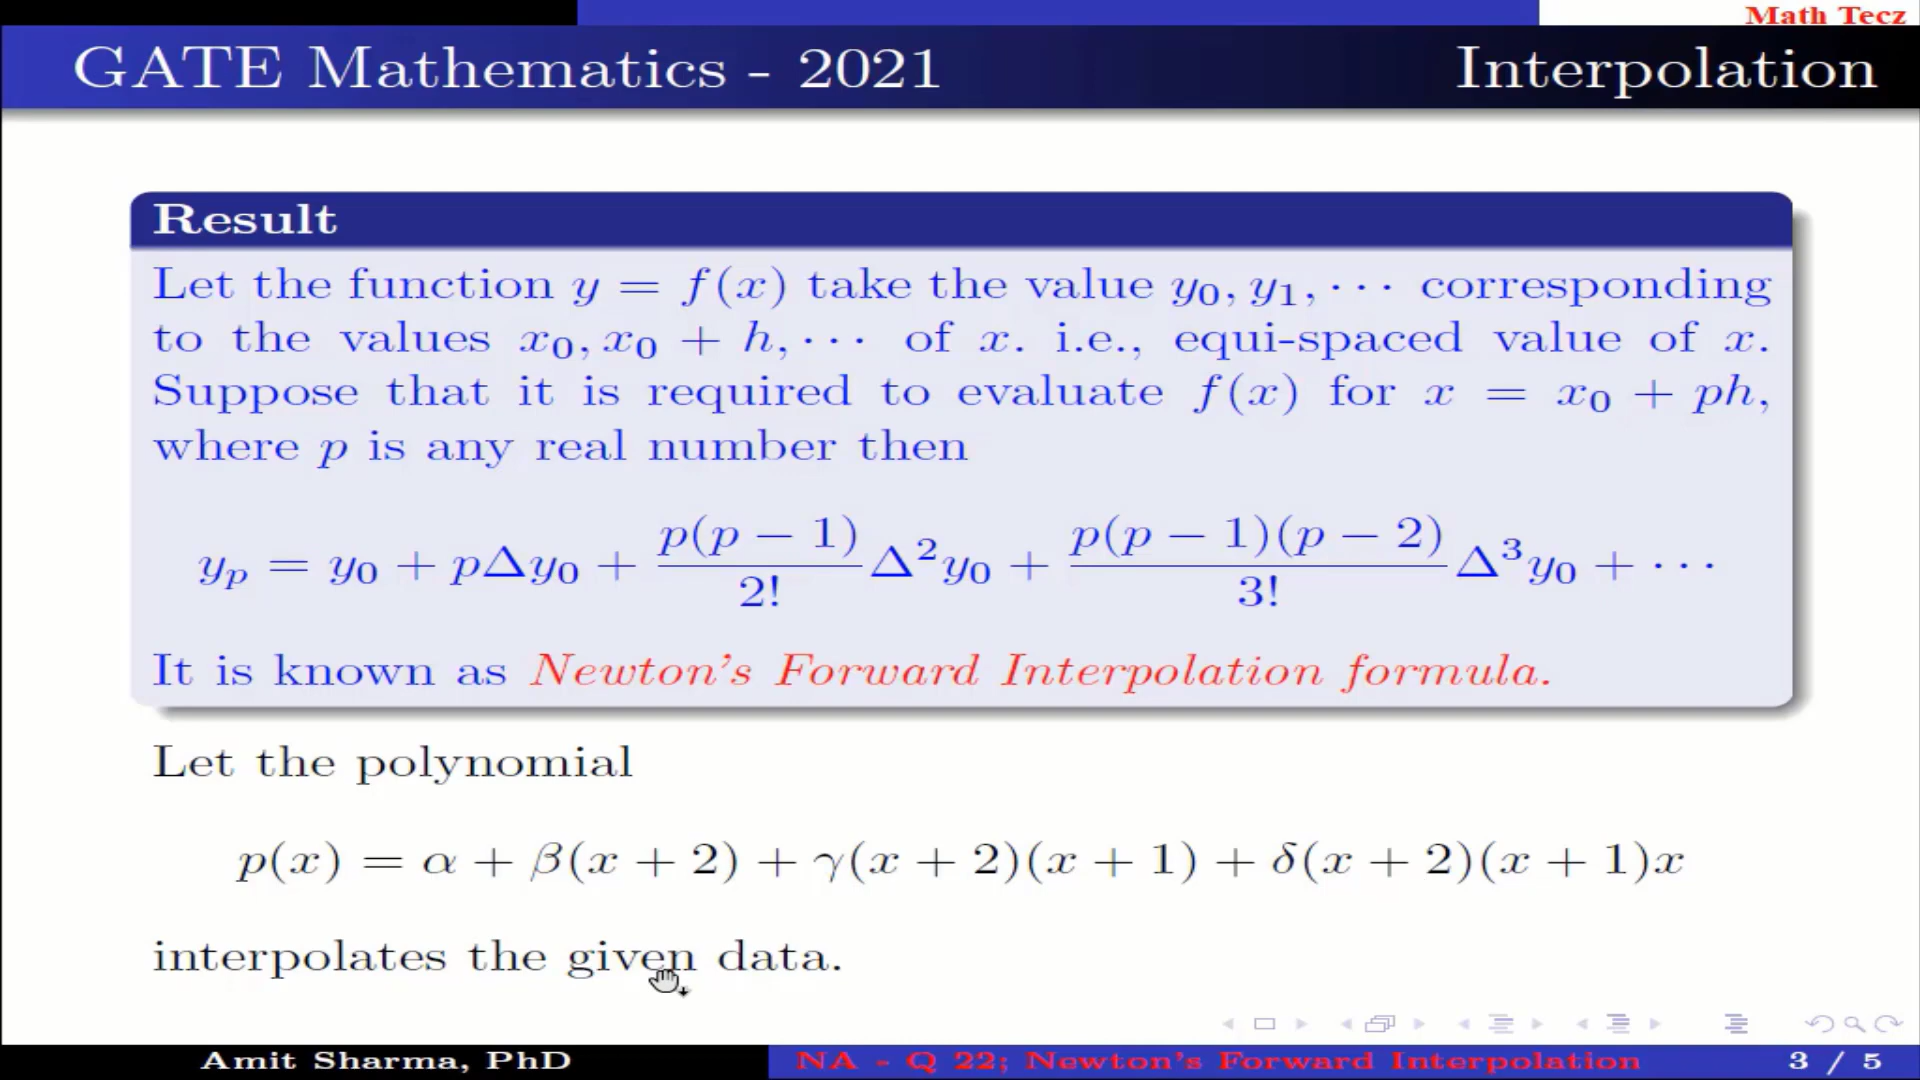 Math Tecz
GATE Mathematics - 2021 Interpolation
Result
Let the function y = f(x) take the value y₀, y₁, ⋯ corresponding
to the values x₀, x₀ + h, ⋯ of x. i.e., equi-spaced value of x.
Suppose that it is required to evaluate f(x) for x = x₀ + ph,
where p is any real number then
yₚ = y₀ + pΔy₀ + p(p − 1)/2! Δ²y₀ + p(p − 1)(p − 2)/3! Δ³y₀ + ⋯
It is known as Newton's Forward Interpolation formula.
Let the polynomial
p(x) = α + β(x + 2) + γ(x + 2)(x + 1) + δ(x + 2)(x + 1)x
interpolates the given data.
Amit Sharma, PhD NA - Q 22; Newton's Forward Interpolation 3 / 5